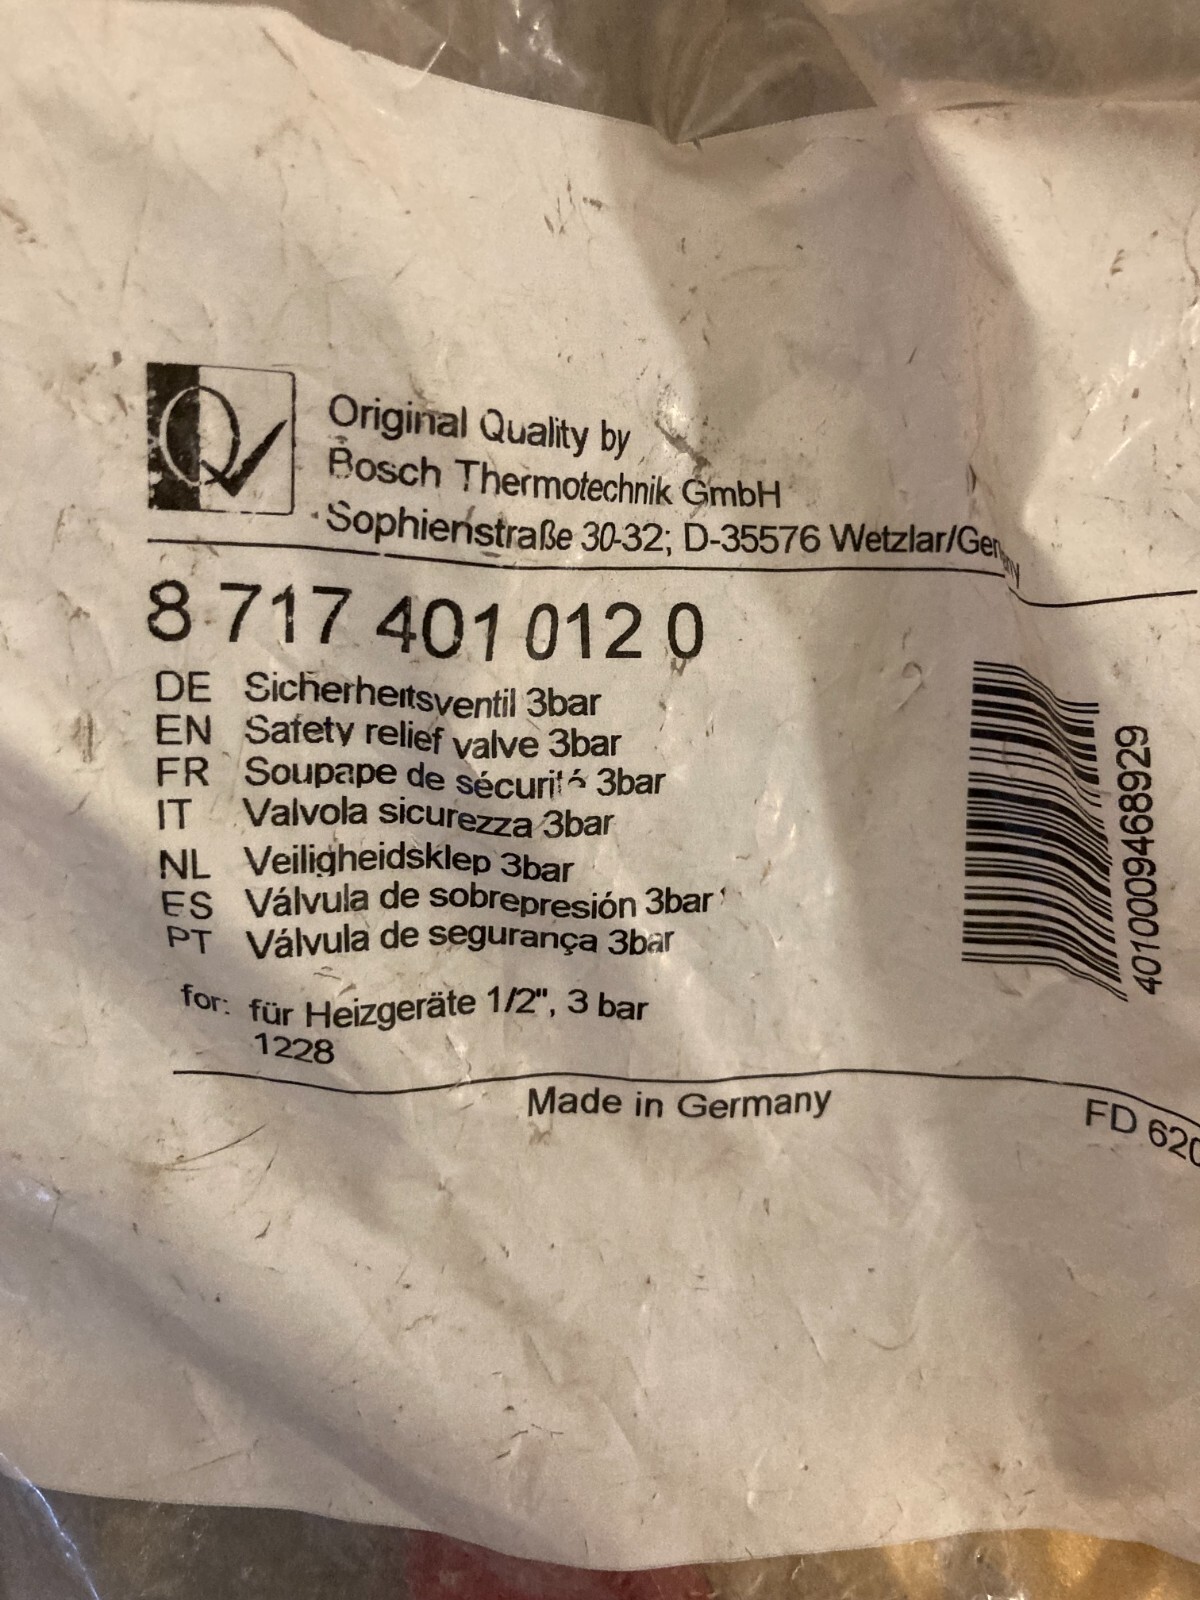 Original Quality by
Bosch Thermotechnik GmbH
Sophienstraße 30-32; D-35576 Wetzlar/Germany
8 717 401 012 0
DE Sicherheitsventil 3bar
EN Safety relief valve 3bar
FR Soupape de sécurité 3bar
IT Valvola sicurezza 3bar
NL Veiligheidsklep 3bar
ES Válvula de sobrepresión 3bar
PT Válvula de segurança 3bar
for: für Heizgeräte 1/2", 3 bar
1228
4010009468929
Made in Germany
FD 620